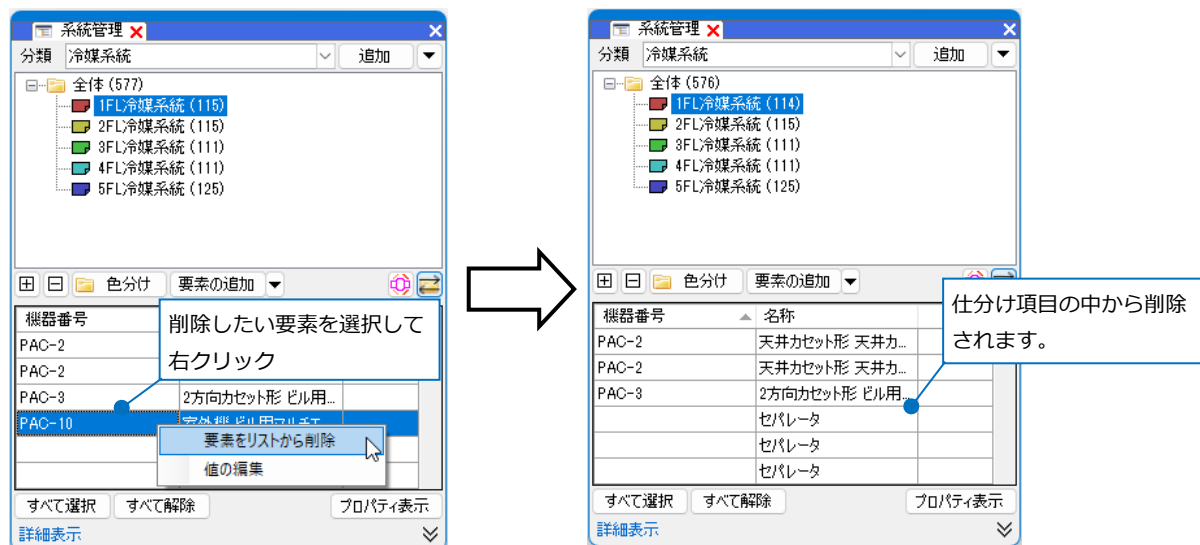 系統管理
分類 冷媒系統 追加
全体 (577)
1FL冷媒系統 (115)
2FL冷媒系統 (115)
3FL冷媒系統 (111)
4FL冷媒系統 (111)
5FL冷媒系統 (125)
色分け 要素の追加
機器番号
PAC-2
PAC-2
PAC-3 2方向カセット形 ビル用...
PAC-10
要素をリストから削除
値の編集
削除したい要素を選択して
右クリック
すべて選択 すべて解除 プロパティ表示
詳細表示
系統管理
分類 冷媒系統 追加
全体 (576)
1FL冷媒系統 (114)
2FL冷媒系統 (115)
3FL冷媒系統 (111)
4FL冷媒系統 (111)
5FL冷媒系統 (125)
色分け 要素の追加
機器番号 名称
PAC-2 天井カセット形 天井カ...
PAC-2 天井カセット形 天井カ...
PAC-3 2方向カセット形 ビル用...
セパレータ
セパレータ
セパレータ
仕分け項目の中から削除
されます。
すべて選択 すべて解除 プロパティ表示
詳細表示